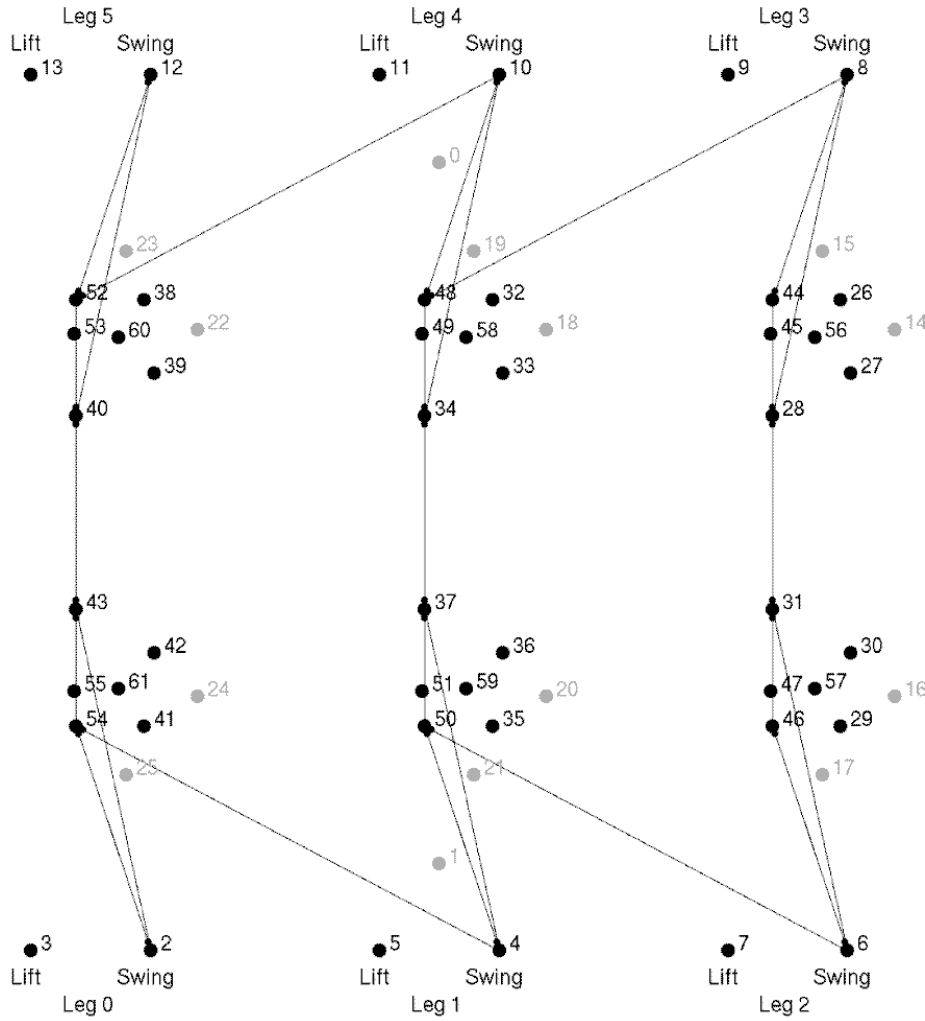 Leg 5 Leg 4 Leg 3
Lift Swing Lift Swing Lift Swing
13 12 11 10 9 8
0
23 19 15
52 38 48 32 44 26
53 60 22 49 58 18 45 56 14
39 33 27
40 34 28
43 37 31
42 36 30
55 61 24 51 59 20 47 57 16
54 41 50 35 46 29
25 21 17
1
3 2 5 4 7 6
Lift Swing Lift Swing Lift Swing
Leg 0 Leg 1 Leg 2